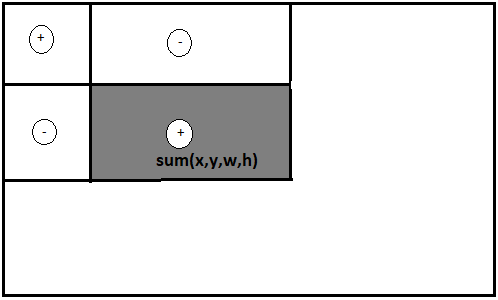 +
-
-
+
sum(x,y,w,h)